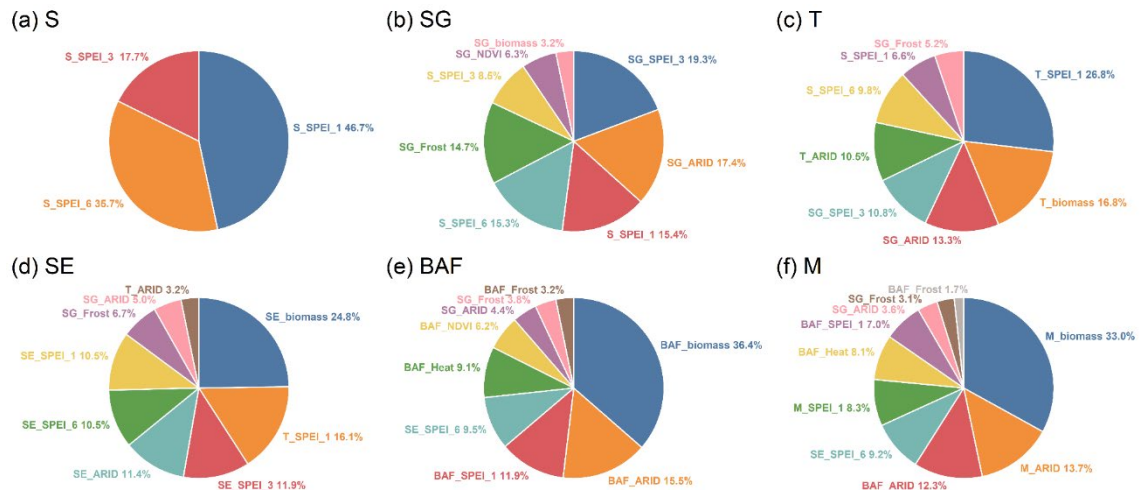 (a) S
S_SPEI_3 17.7%
S_SPEI_1 46.7%
S_SPEI_6 35.7%
(b) SG
SG_biomass 3.2%
SG_NDVI 6.3%
SG_SPEI_3 19.3%
S_SPEI_3 8.5%
SG_Frost 14.7%
SG_ARID 17.4%
S_SPEI_6 15.3%
S_SPEI_1 15.4%
(c) T
SG_Frost 5.2%
S_SPEI_1 6.6%
T_SPEI_1 26.8%
S_SPEI_6 9.8%
T_ARID 10.5%
T_biomass 16.8%
SG_SPEI_3 10.8%
SG_ARID 13.3%
(d) SE
T_ARID 3.2%
SG_ARID 5.0%
SG_Frost 6.7%
SE_biomass 24.8%
SE_SPEI_1 10.5%
SE_SPEI_6 10.5%
T_SPEI_1 16.1%
SE_ARID 11.4%
SE_SPEI_3 11.9%
(e) BAF
BAF_Frost 3.2%
SG_Frost 3.8%
SG_ARID 4.4%
BAF_NDVI 6.2%
BAF_biomass 36.4%
BAF_Heat 9.1%
SE_SPEI_6 9.5%
BAF_SPEI_1 11.9%
BAF_ARID 15.5%
(f) M
BAF_Frost 1.7%
SG_Frost 3.1%
SG_ARID 3.6%
BAF_SPEI_1 7.0%
M_biomass 33.0%
BAF_Heat 8.1%
M_SPEI_1 8.3%
SE_SPEI_6 9.2%
M_ARID 13.7%
BAF_ARID 12.3%